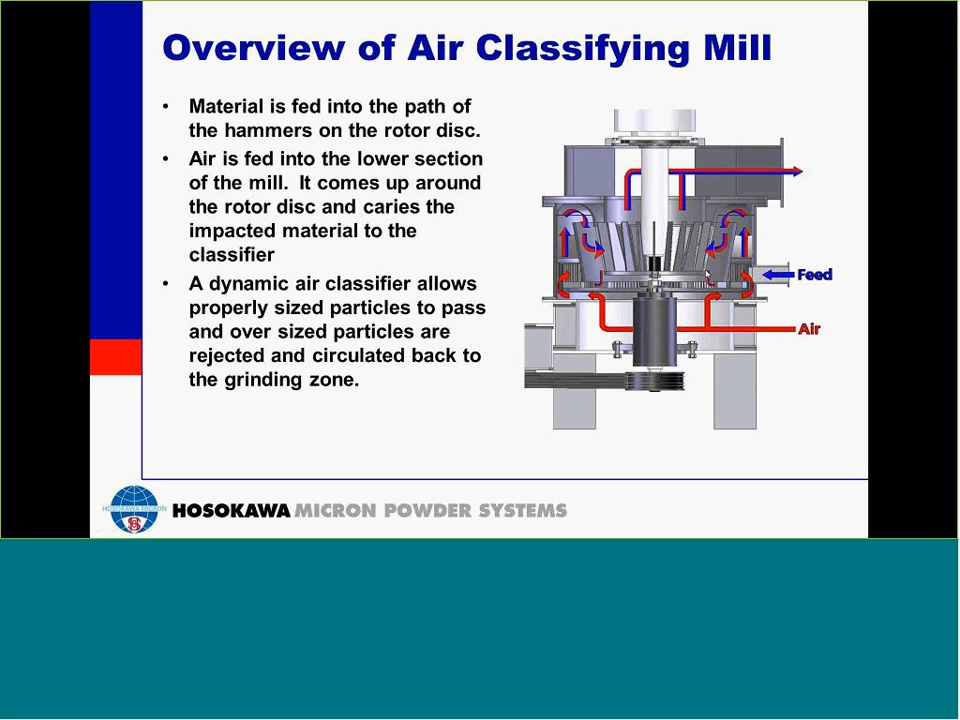 Overview of Air Classifying Mill
• Material is fed into the path of
the hammers on the rotor disc.
• Air is fed into the lower section
of the mill. It comes up around
the rotor disc and caries the
impacted material to the
classifier
• A dynamic air classifier allows
properly sized particles to pass
and over sized particles are
rejected and circulated back to
the grinding zone.
Feed
Air
HOSOKAWA MICRON
HOSOKAWA MICRON POWDER SYSTEMS